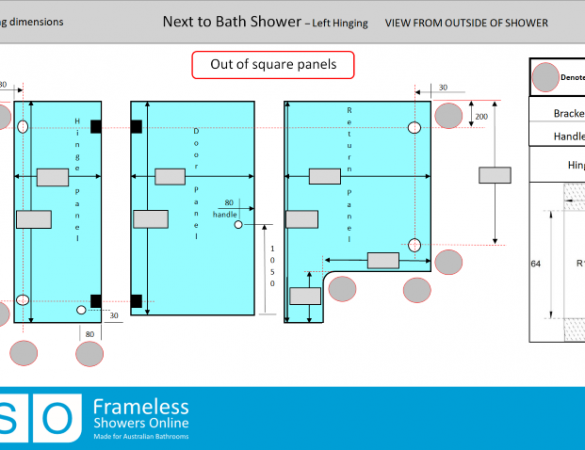 ng dimensions
Next to Bath Shower – Left Hinging VIEW FROM OUTSIDE OF SHOWER
Out of square panels
30
30
200
Denote
Bracke
Handle
Hing
Hinge Panel
Door Panel
Return Panel
80
handle
1050
30
80
64
R
SO
Frameless
Showers Online
Made for Australian Bathrooms